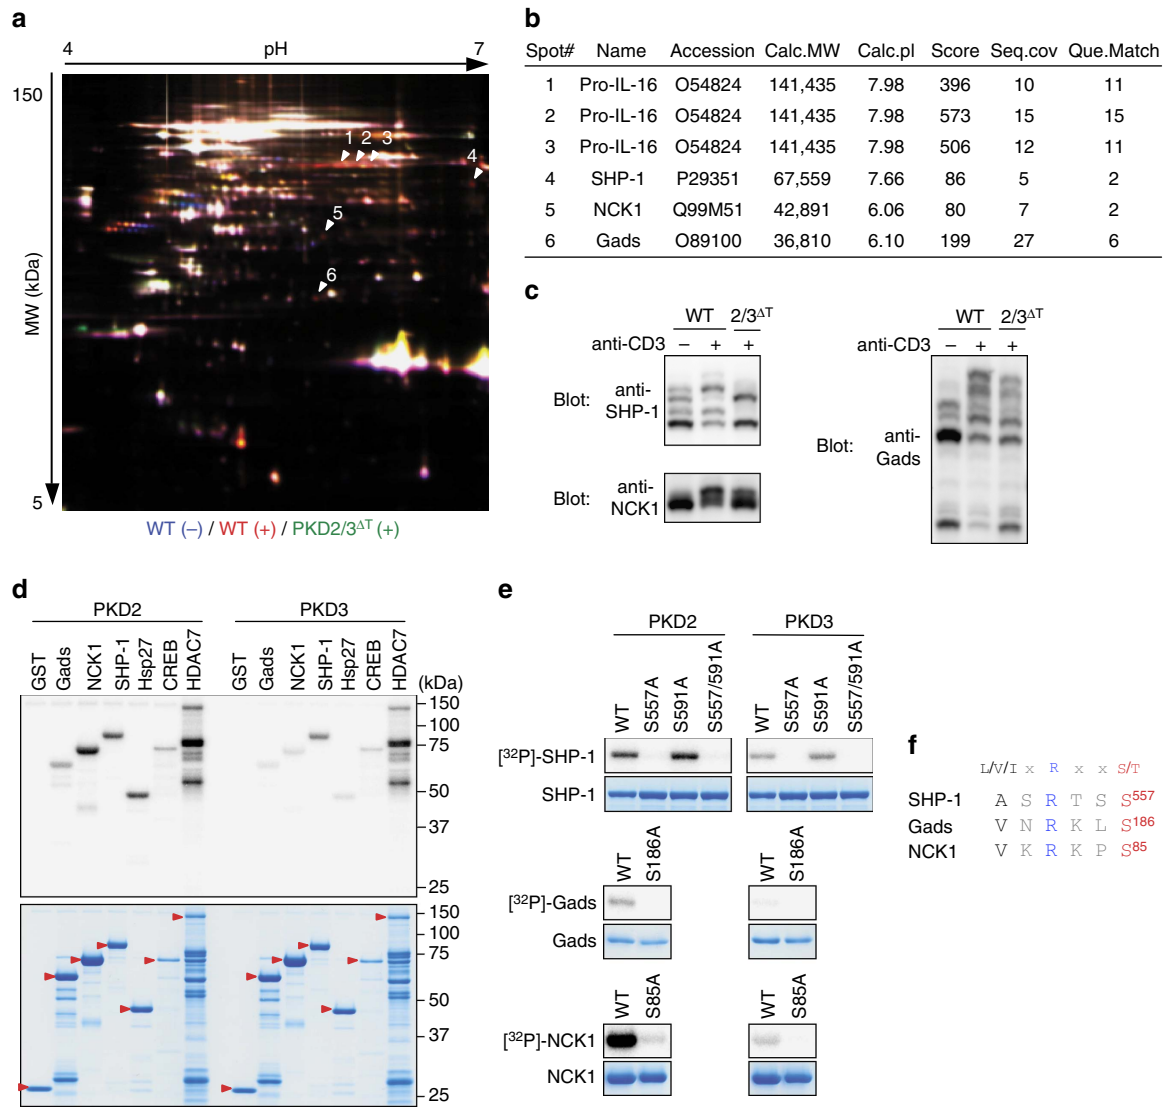 a
4 pH 7
150
MW (kDa)
5
1 2 3
4
5
6
WT (–) / WT (+) / PKD2/3ΔT (+)
b
Spot# Name Accession Calc.MW Calc.pI Score Seq.cov Que.Match
1 Pro-IL-16 O54824 141,435 7.98 396 10 11
2 Pro-IL-16 O54824 141,435 7.98 573 15 15
3 Pro-IL-16 O54824 141,435 7.98 506 12 11
4 SHP-1 P29351 67,559 7.66 86 5 2
5 NCK1 Q99M51 42,891 6.06 80 7 2
6 Gads O89100 36,810 6.10 199 27 6
c
WT 2/3ΔT
anti-CD3 – + +
Blot: anti-SHP-1
Blot: anti-NCK1
WT 2/3ΔT
anti-CD3 – + +
Blot: anti-Gads
d
PKD2 PKD3
GST Gads NCK1 SHP-1 Hsp27 CREB HDAC7 GST Gads NCK1 SHP-1 Hsp27 CREB HDAC7 (kDa)
150
100
75
50
37
25
150
100
75
50
37
25
e
PKD2 PKD3
WT S557A S591A S557/591A WT S557A S591A S557/591A
[32P]-SHP-1
SHP-1
WT S186A WT S186A
[32P]-Gads
Gads
WT S85A WT S85A
[32P]-NCK1
NCK1
f
L/V/I x R x x S/T
SHP-1 A S R T S S557
Gads V N R K L S186
NCK1 V K R K P S85